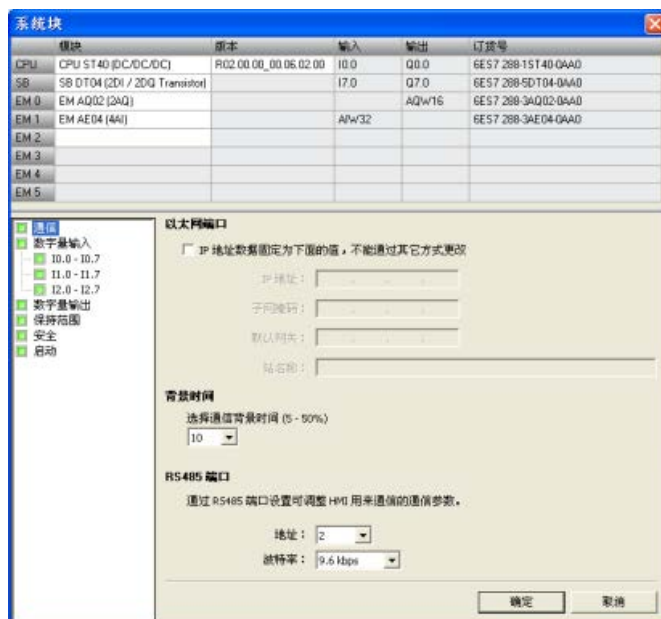 系统块
模块 版本 输入 输出 订货号
CPU CPU ST40 (DC/DC/DC) R02.00.00_00.06.02.00 I0.0 Q0.0 6ES7 288-1ST40-0AA0
SB SB DT04 (2DI / 2DQ Transistor) I7.0 Q7.0 6ES7 288-5DT04-0AA0
EM 0 EM AQ02 (2AQ) AQW16 6ES7 288-3AQ02-0AA0
EM 1 EM AE04 (4AI) AIW32 6ES7 288-3AE04-0AA0
EM 2
EM 3
EM 4
EM 5
通信
数字量输入
I0.0 - I0.7
I1.0 - I1.7
I2.0 - I2.7
数字量输出
保持范围
安全
启动
以太网端口
IP 地址数据固定为下面的值，不能通过其它方式更改
IP 地址：
子网掩码：
默认网关：
站名称：
背景时间
选择通信背景时间 (5 - 50%)
10
RS485 端口
通过 RS485 端口设置可调整 HMI 用来通信的通信参数。
地址： 2
波特率： 9.6 kbps
确定 取消